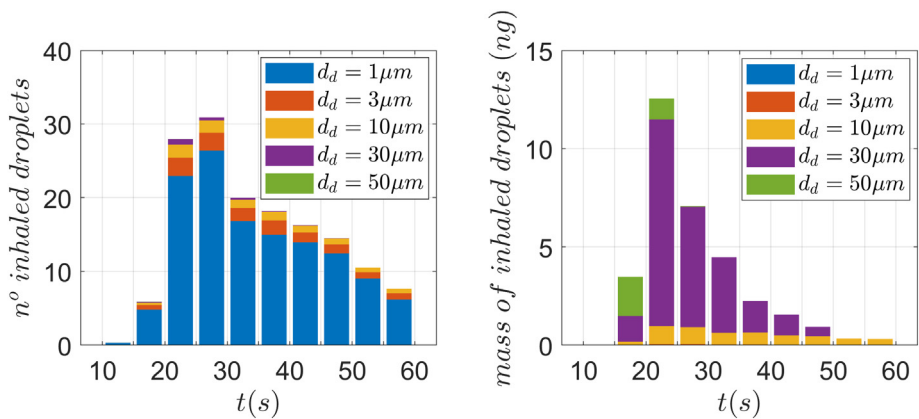 40
30
20
10
0
n° inhaled droplets
d_d = 1μm
d_d = 3μm
d_d = 10μm
d_d = 30μm
d_d = 50μm
10 20 30 40 50 60
t(s)
15
10
5
0
mass of inhaled droplets (ng)
d_d = 1μm
d_d = 3μm
d_d = 10μm
d_d = 30μm
d_d = 50μm
10 20 30 40 50 60
t(s)